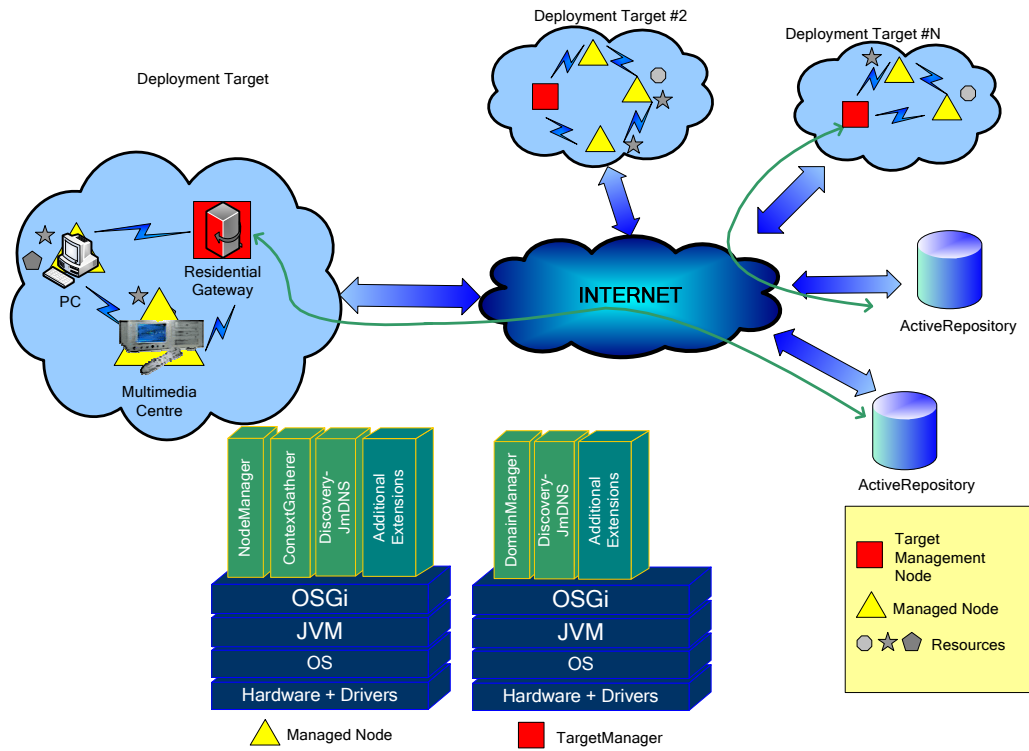 Deployment Target #2
Deployment Target #N
Deployment Target
Residential
Gateway
PC
Multimedia
Centre
INTERNET
ActiveRepository
ActiveRepository
NodeManager
ContextGatherer
Discovery-
JmDNS
Additional
Extensions
OSGi
JVM
OS
Hardware + Drivers
Managed Node
DomainManager
Discovery-
JmDNS
Additional
Extensions
OSGi
JVM
OS
Hardware + Drivers
TargetManager
Target
Management
Node
Managed Node
Resources